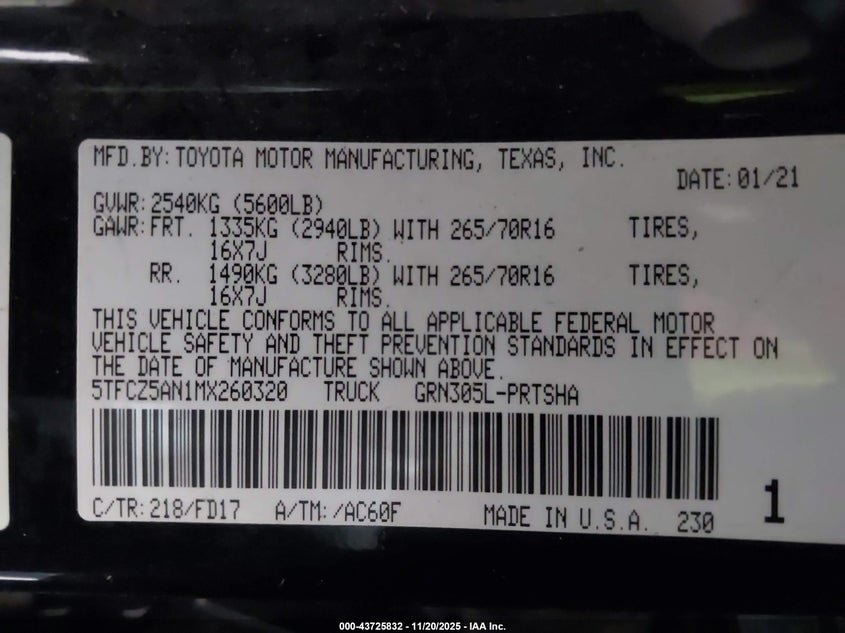 MFD.BY:TOYOTA MOTOR MANUFACTURING, TEXAS, INC.
DATE:01/21
GVWR:2540KG (5600LB)
GAWR:FRT. 1335KG (2940LB) WITH 265/70R16 TIRES,
16X7J RIMS.
RR. 1490KG (3280LB) WITH 265/70R16 TIRES,
16X7J RIMS.
THIS VEHICLE CONFORMS TO ALL APPLICABLE FEDERAL MOTOR
VEHICLE SAFETY AND THEFT PREVENTION STANDARDS IN EFFECT ON
THE DATE OF MANUFACTURE SHOWN ABOVE.
5TFCZ5AN1MX260320 TRUCK GRN305L-PRTSHA
C/TR:218/FD17 A/TM:/AC60F MADE IN U.S.A. 230
1
000-43725832 - 11/20/2025 - IAA Inc.